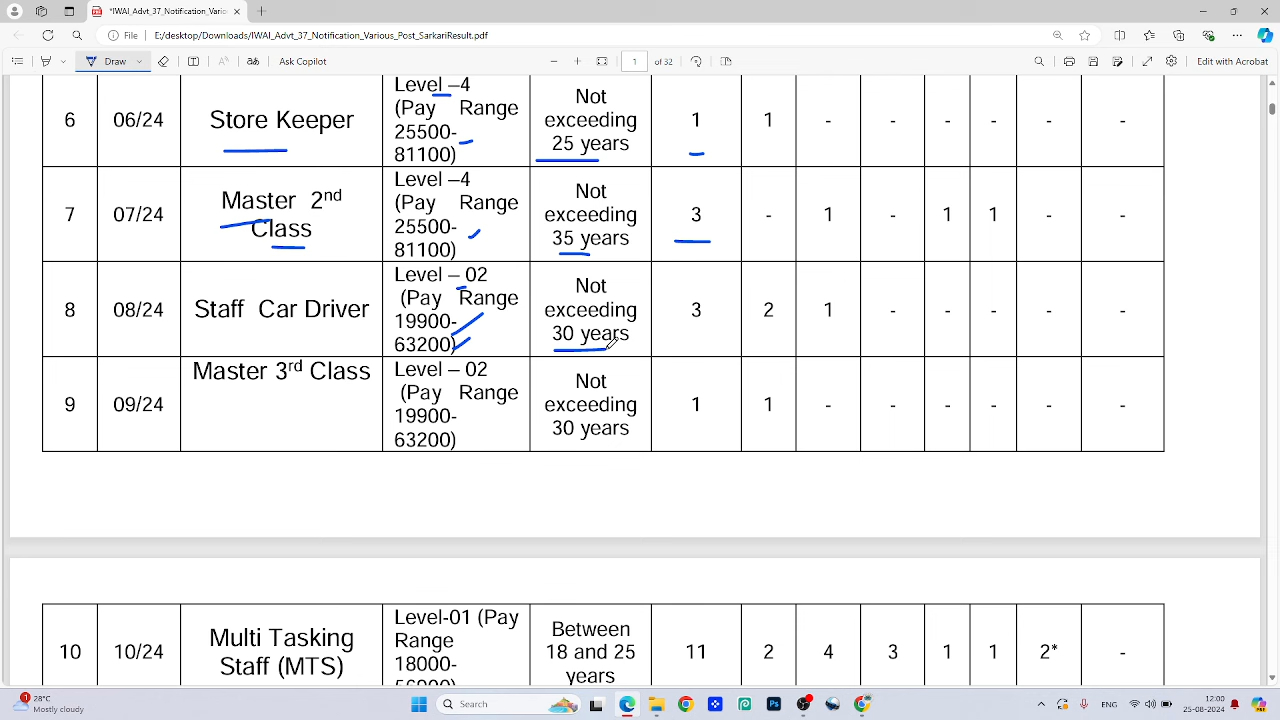 *IWAI_Advt_37_Notification_Vario
File
E:/desktop/Downloads/IWAI_Advt_37_Notification_Various_Post_SarkariResult.pdf
Draw
Ask Copilot
1 of 32
Edit with Acrobat
6 06/24 Store Keeper Level –4 (Pay Range 25500-81100) Not exceeding 25 years 1 1 - - - - - -
7 07/24 Master 2nd Class Level –4 (Pay Range 25500-81100) Not exceeding 35 years 3 - 1 - 1 1 - -
8 08/24 Staff Car Driver Level – 02 (Pay Range 19900-63200) Not exceeding 30 years 3 2 1 - - - - -
9 09/24 Master 3rd Class Level – 02 (Pay Range 19900-63200) Not exceeding 30 years 1 1 - - - - - -
10 10/24 Multi Tasking Staff (MTS) Level-01 (Pay Range 18000- Between 18 and 25 years 11 2 4 3 1 1 2* -
28°C
Mostly cloudy
Search
12:00
25-08-2024